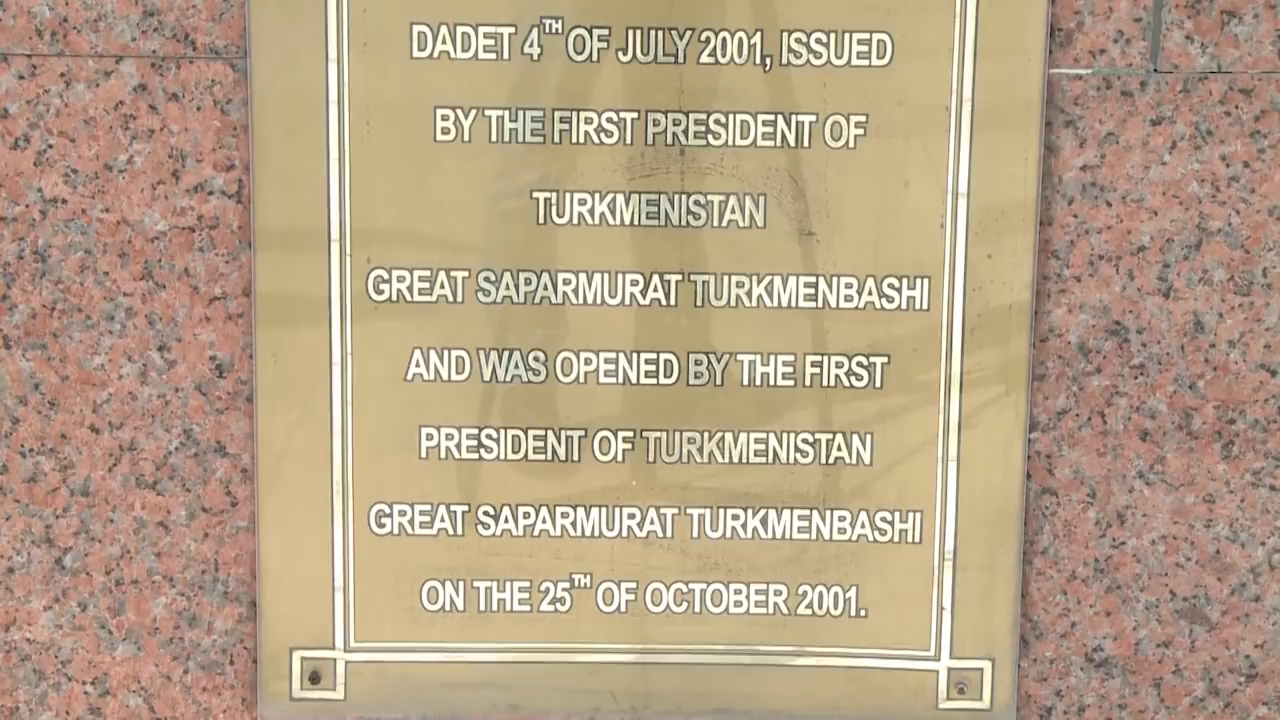 DADET 4TH OF JULY 2001, ISSUED
BY THE FIRST PRESIDENT OF
TURKMENISTAN
GREAT SAPARMURAT TURKMENBASHI
AND WAS OPENED BY THE FIRST
PRESIDENT OF TURKMENISTAN
GREAT SAPARMURAT TURKMENBASHI
ON THE 25TH OF OCTOBER 2001.